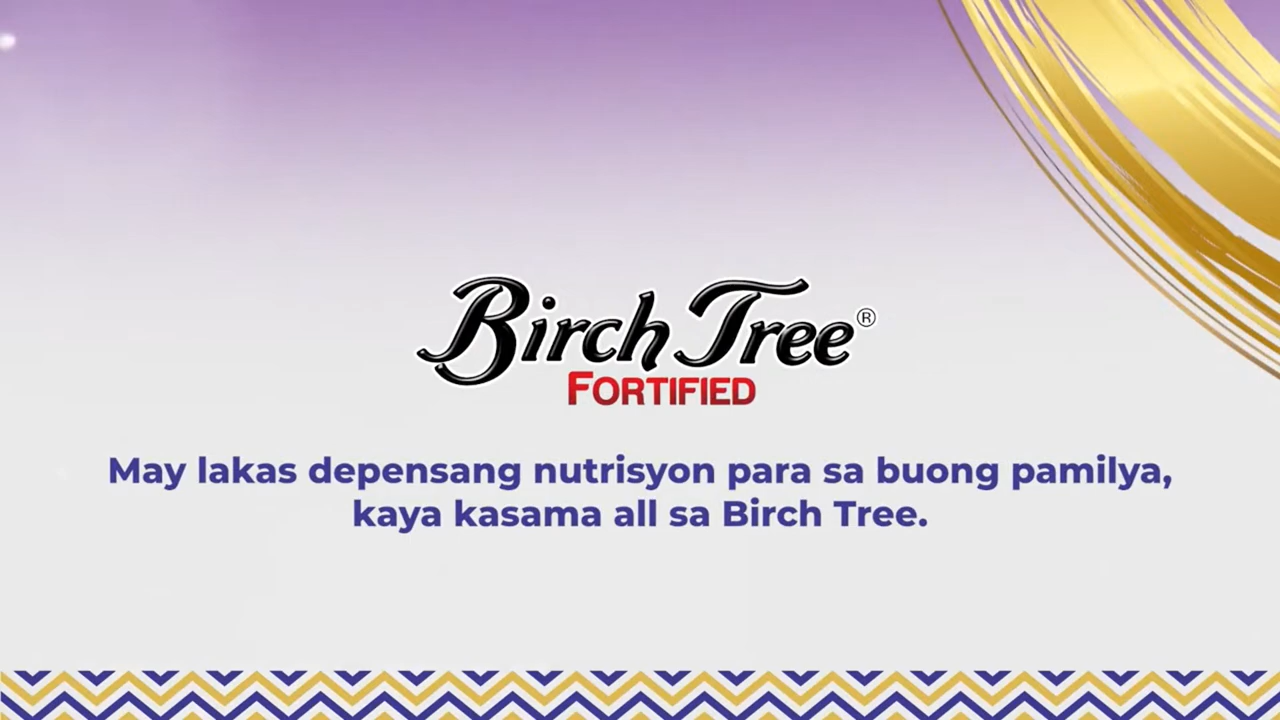 Birch Tree®
FORTIFIED
May lakas depensang nutrisyon para sa buong pamilya,
kaya kasama all sa Birch Tree.